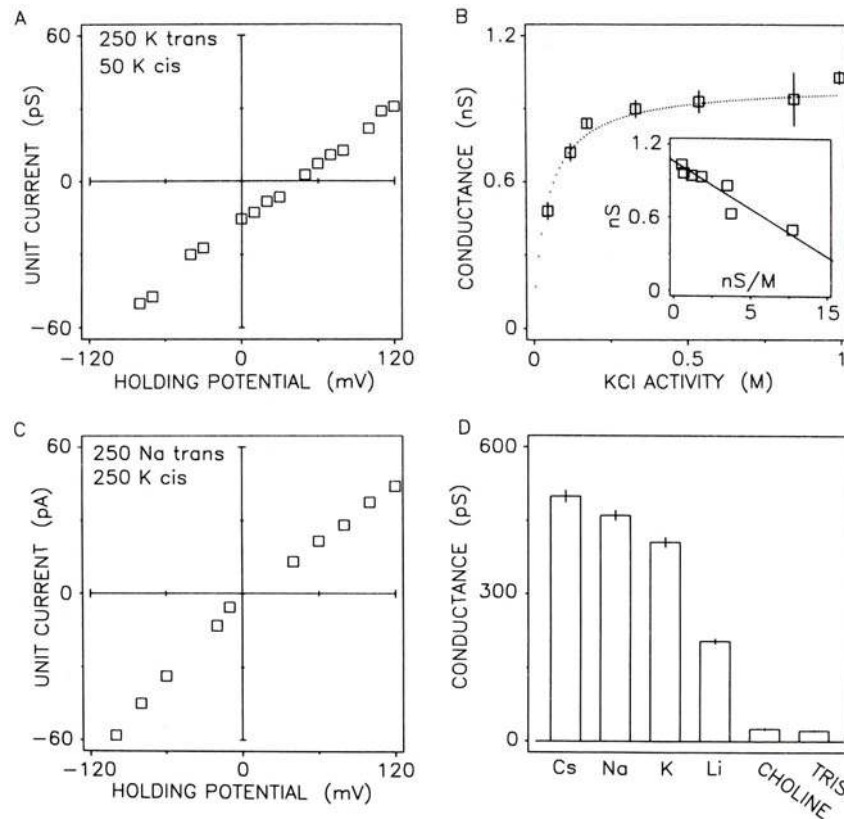 A
250 K trans
50 K cis
UNIT CURRENT (pS)
60
0
−60
−120
0
120
HOLDING POTENTIAL (mV)
B
CONDUCTANCE (nS)
1.2
0.6
0
0
0.5
1
KCl ACTIVITY (M)
nS
1.2
0.6
0
nS/M
0
5
15
C
250 Na trans
250 K cis
UNIT CURRENT (pA)
60
0
−60
−120
0
120
HOLDING POTENTIAL (mV)
D
CONDUCTANCE (pS)
600
300
0
Cs
Na
K
Li
CHOLINE
TRIS